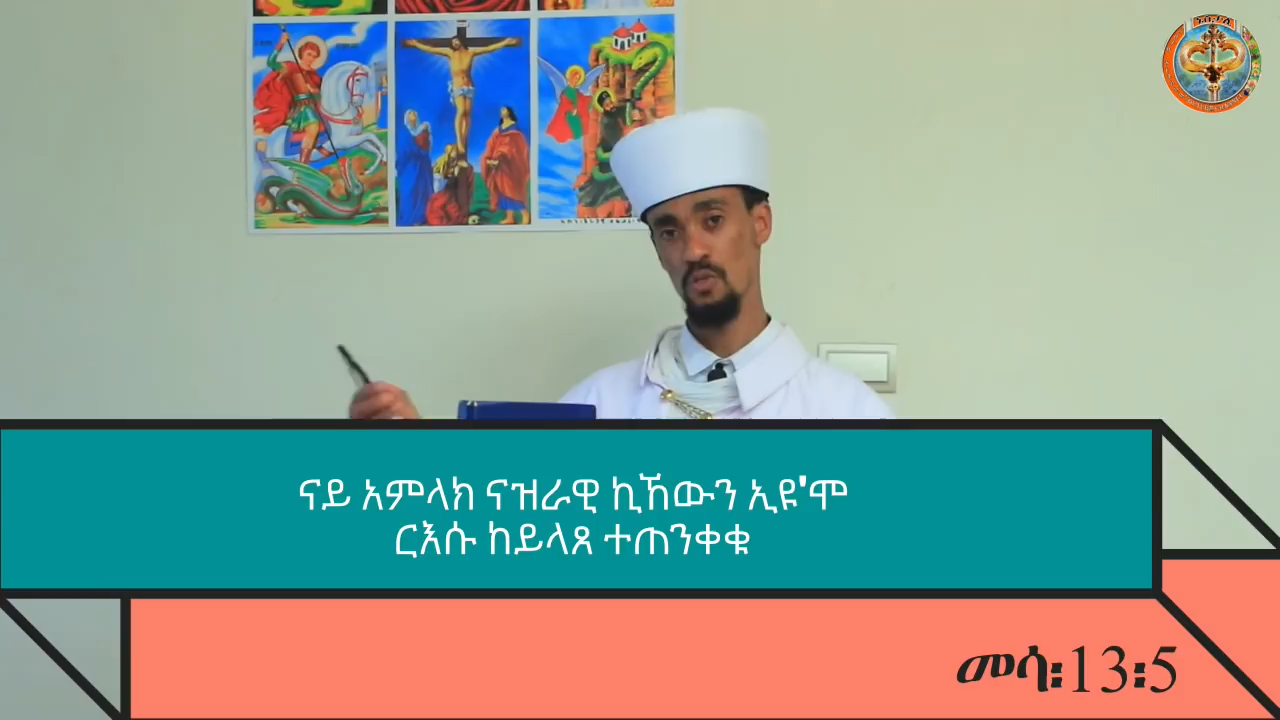 ናይ አምላክ ናዝራዊ ኪኸውን ኢዩ'ሞ
ርእሱ ከይላጸ ተጠንቀቁ
መሳ፡13፡5